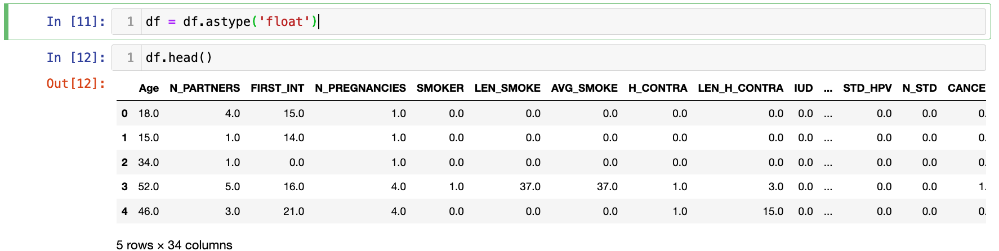 In [11]: 1 df = df.astype('float')
In [12]: 1 df.head()
Out[12]:
Age N_PARTNERS FIRST_INT N_PREGNANCIES SMOKER LEN_SMOKE AVG_SMOKE H_CONTRA LEN_H_CONTRA IUD ... STD_HPV N_STD CANCE
0 18.0 4.0 15.0 1.0 0.0 0.0 0.0 0.0 0.0 0.0 ... 0.0 0.0 0.
1 15.0 1.0 14.0 1.0 0.0 0.0 0.0 0.0 0.0 0.0 ... 0.0 0.0 0.
2 34.0 1.0 0.0 1.0 0.0 0.0 0.0 0.0 0.0 0.0 ... 0.0 0.0 0.
3 52.0 5.0 16.0 4.0 1.0 37.0 37.0 1.0 3.0 0.0 ... 0.0 0.0 1.
4 46.0 3.0 21.0 4.0 0.0 0.0 0.0 1.0 15.0 0.0 ... 0.0 0.0 0.
5 rows × 34 columns